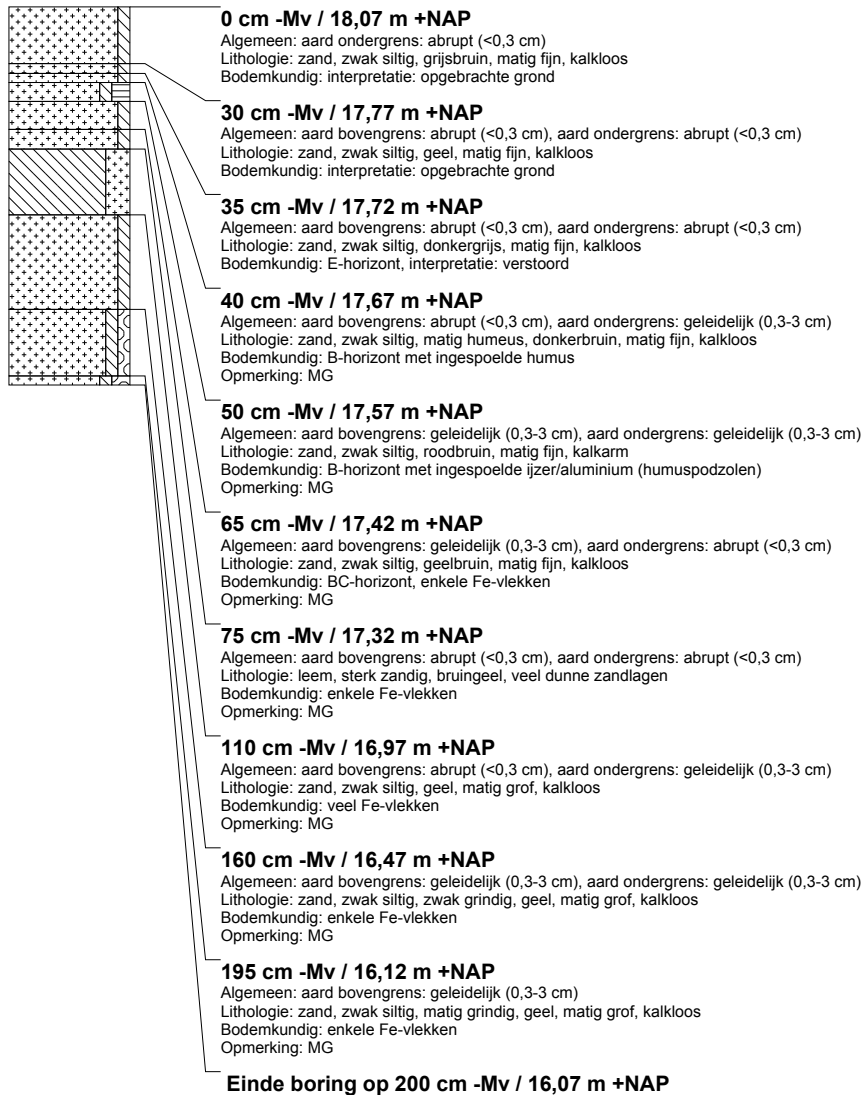 0 cm -Mv / 18,07 m +NAP
Algemeen: aard ondergrens: abrupt (<0,3 cm)
Lithologie: zand, zwak siltig, grijsbruin, matig fijn, kalkloos
Bodemkundig: interpretatie: opgebrachte grond
30 cm -Mv / 17,77 m +NAP
Algemeen: aard bovengrens: abrupt (<0,3 cm), aard ondergrens: abrupt (<0,3 cm)
Lithologie: zand, zwak siltig, geel, matig fijn, kalkloos
Bodemkundig: interpretatie: opgebrachte grond
35 cm -Mv / 17,72 m +NAP
Algemeen: aard bovengrens: abrupt (<0,3 cm), aard ondergrens: abrupt (<0,3 cm)
Lithologie: zand, zwak siltig, donkergrijs, matig fijn, kalkloos
Bodemkundig: E-horizont, interpretatie: verstoord
40 cm -Mv / 17,67 m +NAP
Algemeen: aard bovengrens: abrupt (<0,3 cm), aard ondergrens: geleidelijk (0,3-3 cm)
Lithologie: zand, zwak siltig, matig humeus, donkerbruin, matig fijn, kalkloos
Bodemkundig: B-horizont met ingespoelde humus
Opmerking: MG
50 cm -Mv / 17,57 m +NAP
Algemeen: aard bovengrens: geleidelijk (0,3-3 cm), aard ondergrens: geleidelijk (0,3-3 cm)
Lithologie: zand, zwak siltig, roodbruin, matig fijn, kalkarm
Bodemkundig: B-horizont met ingespoelde ijzer/aluminium (humuspodzolen)
Opmerking: MG
65 cm -Mv / 17,42 m +NAP
Algemeen: aard bovengrens: geleidelijk (0,3-3 cm), aard ondergrens: abrupt (<0,3 cm)
Lithologie: zand, zwak siltig, geelbruin, matig fijn, kalkloos
Bodemkundig: BC-horizont, enkele Fe-vlekken
Opmerking: MG
75 cm -Mv / 17,32 m +NAP
Algemeen: aard bovengrens: abrupt (<0,3 cm), aard ondergrens: abrupt (<0,3 cm)
Lithologie: leem, sterk zandig, bruingeel, veel dunne zandlagen
Bodemkundig: enkele Fe-vlekken
Opmerking: MG
110 cm -Mv / 16,97 m +NAP
Algemeen: aard bovengrens: abrupt (<0,3 cm), aard ondergrens: geleidelijk (0,3-3 cm)
Lithologie: zand, zwak siltig, geel, matig grof, kalkloos
Bodemkundig: veel Fe-vlekken
Opmerking: MG
160 cm -Mv / 16,47 m +NAP
Algemeen: aard bovengrens: geleidelijk (0,3-3 cm), aard ondergrens: geleidelijk (0,3-3 cm)
Lithologie: zand, zwak siltig, zwak grindig, geel, matig grof, kalkloos
Bodemkundig: enkele Fe-vlekken
Opmerking: MG
195 cm -Mv / 16,12 m +NAP
Algemeen: aard bovengrens: geleidelijk (0,3-3 cm)
Lithologie: zand, zwak siltig, matig grindig, geel, matig grof, kalkloos
Bodemkundig: enkele Fe-vlekken
Opmerking: MG
Einde boring op 200 cm -Mv / 16,07 m +NAP